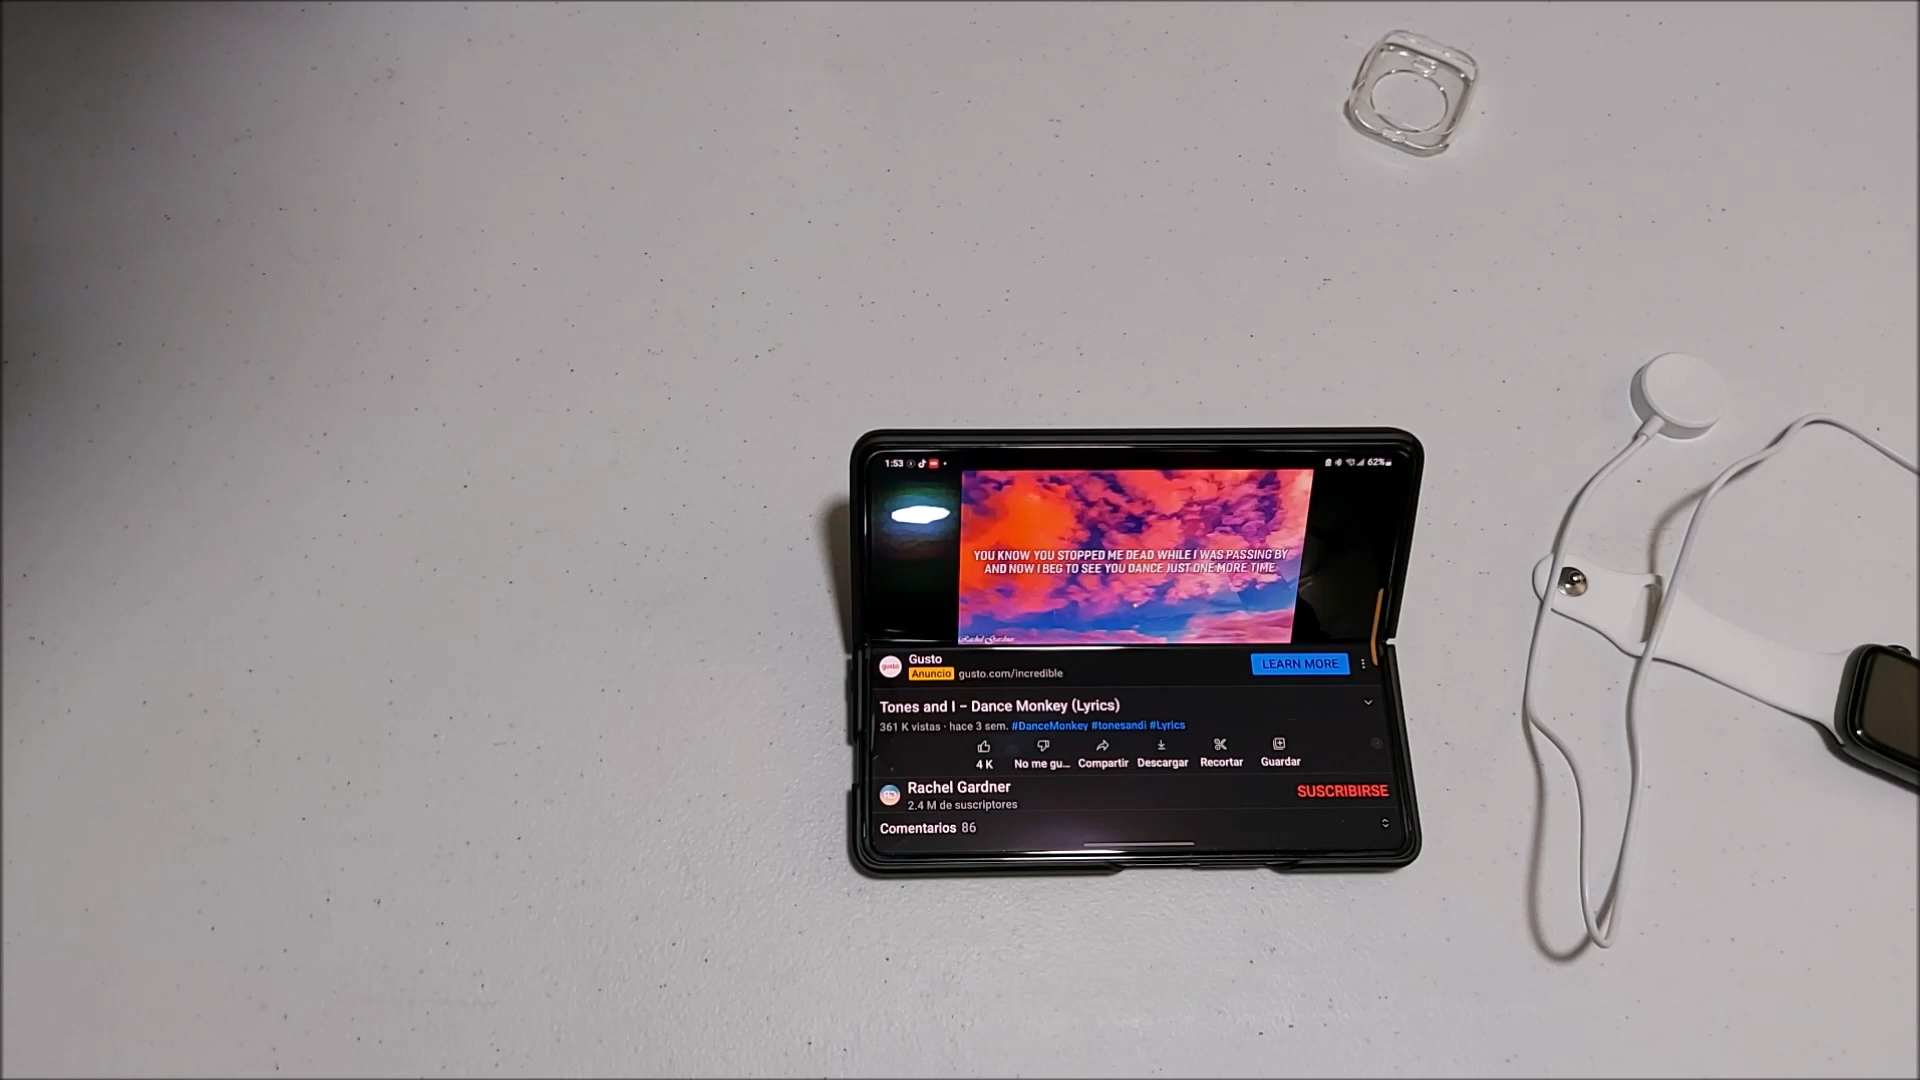 1:53
62%
YOU KNOW YOU STOPPED ME DEAD WHILE I WAS PASSING BY
AND NOW I BEG TO SEE YOU DANCE JUST ONE MORE TIME
Rachel Gardner
gusto
Gusto
Anuncio gusto.com/incredible
LEARN MORE
Tones and I – Dance Monkey (Lyrics)
361 K vistas · hace 3 sem. #DanceMonkey #tonesandi #Lyrics
4 K No me gu... Compartir Descargar Recortar Guardar
Rachel Gardner
2.4 M de suscriptores
SUSCRIBIRSE
Comentarios 86